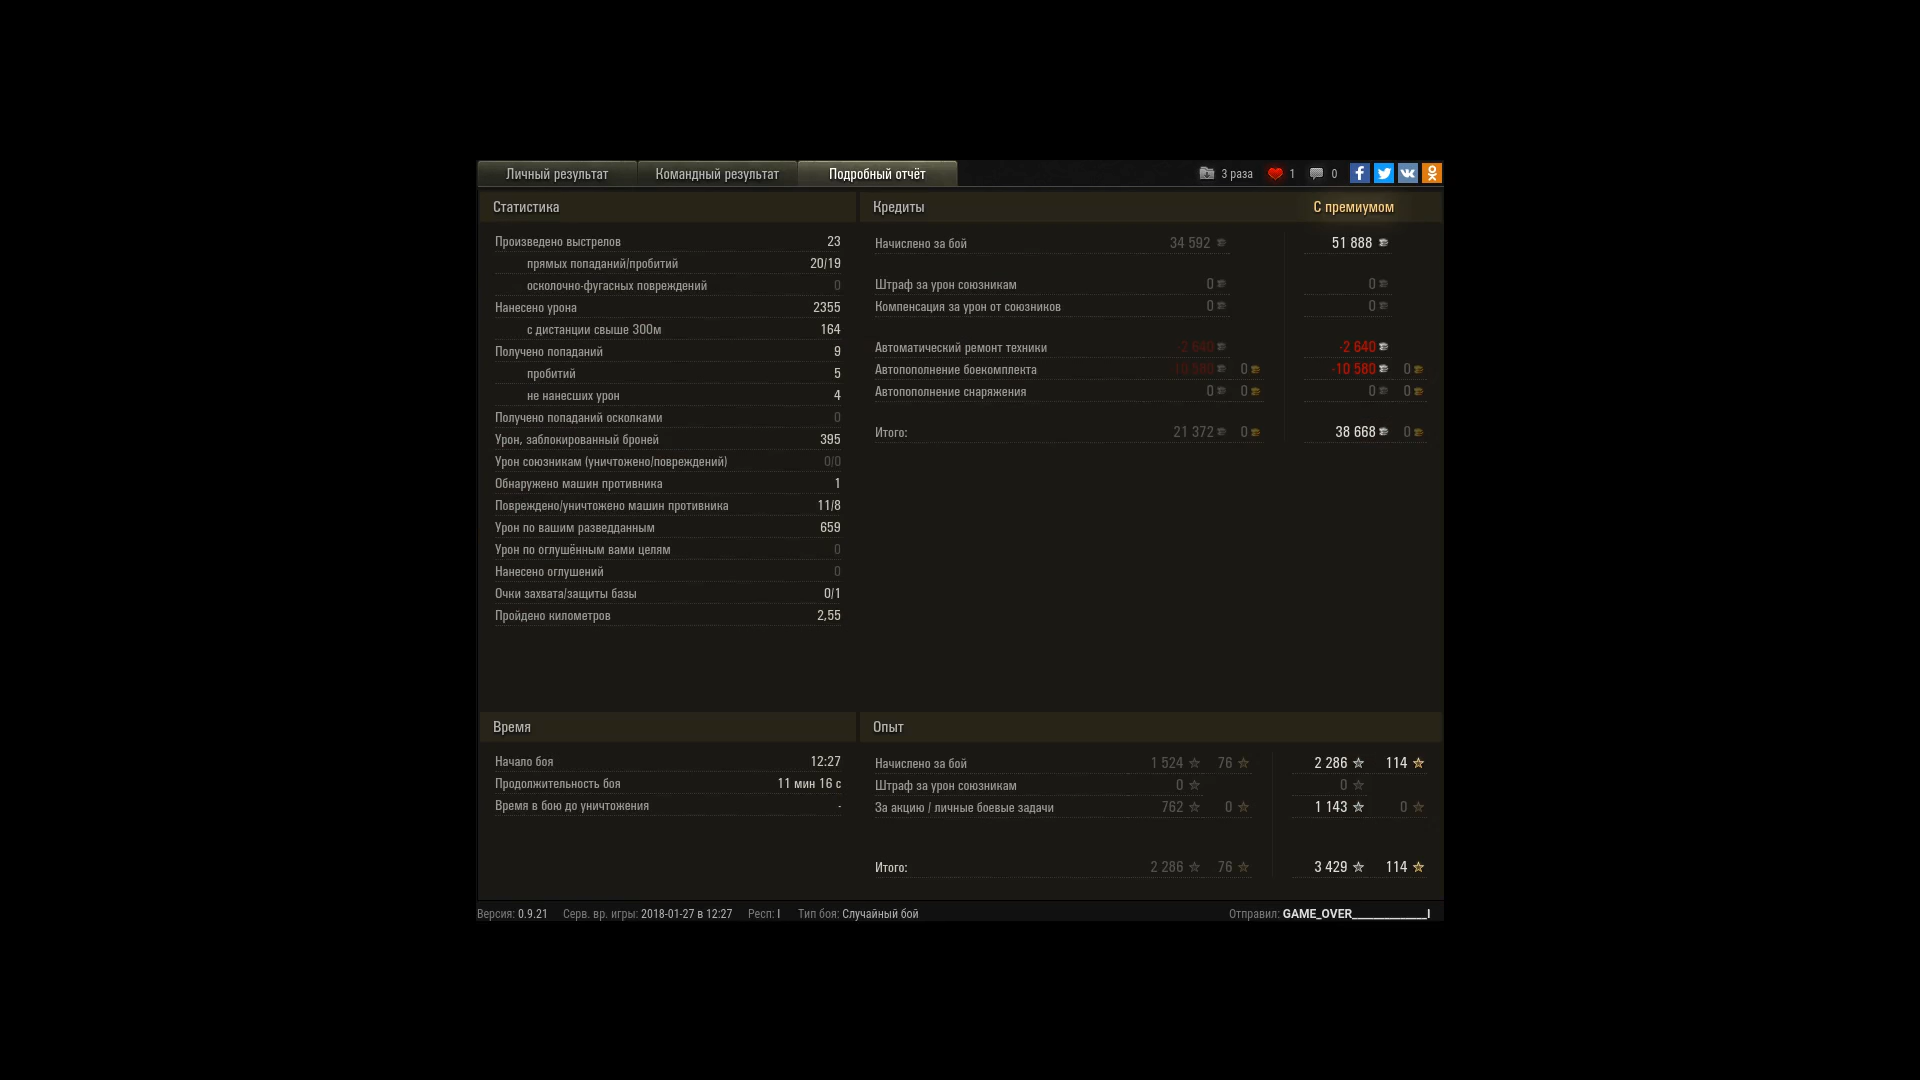 Личный результат Командный результат Подробный отчёт 3 раза 1 0
Статистика
Произведено выстрелов 23
прямых попаданий/пробитий 20/19
осколочно-фугасных повреждений 0
Нанесено урона 2355
с дистанции свыше 300м 164
Получено попаданий 9
пробитий 5
не нанесших урон 4
Получено попаданий осколками 0
Урон, заблокированный броней 395
Урон союзникам (уничтожено/повреждений) 0/0
Обнаружено машин противника 1
Повреждено/уничтожено машин противника 11/8
Урон по вашим разведданным 659
Урон по оглушённым вами целям 0
Нанесено оглушений 0
Очки захвата/защиты базы 0/1
Пройдено километров 2,55
Кредиты С премиумом
Начислено за бой 34 592 51 888
Штраф за урон союзникам 0 0
Компенсация за урон от союзников 0 0
Автоматический ремонт техники -2 640 -2 640
Автопополнение боекомплекта -10 580 0 -10 580 0
Автопополнение снаряжения 0 0 0 0
Итого: 21 372 0 38 668 0
Время
Начало боя 12:27
Продолжительность боя 11 мин 16 с
Время в бою до уничтожения -
Опыт
Начислено за бой 1 524 76 2 286 114
Штраф за урон союзникам 0 0
За акцию / личные боевые задачи 762 0 1 143 0
Итого: 2 286 76 3 429 114
Версия: 0.9.21 Серв. вр. игры: 2018-01-27 в 12:27 Респ: I Тип боя: Случайный бой Отправил: GAME_OVER______________I